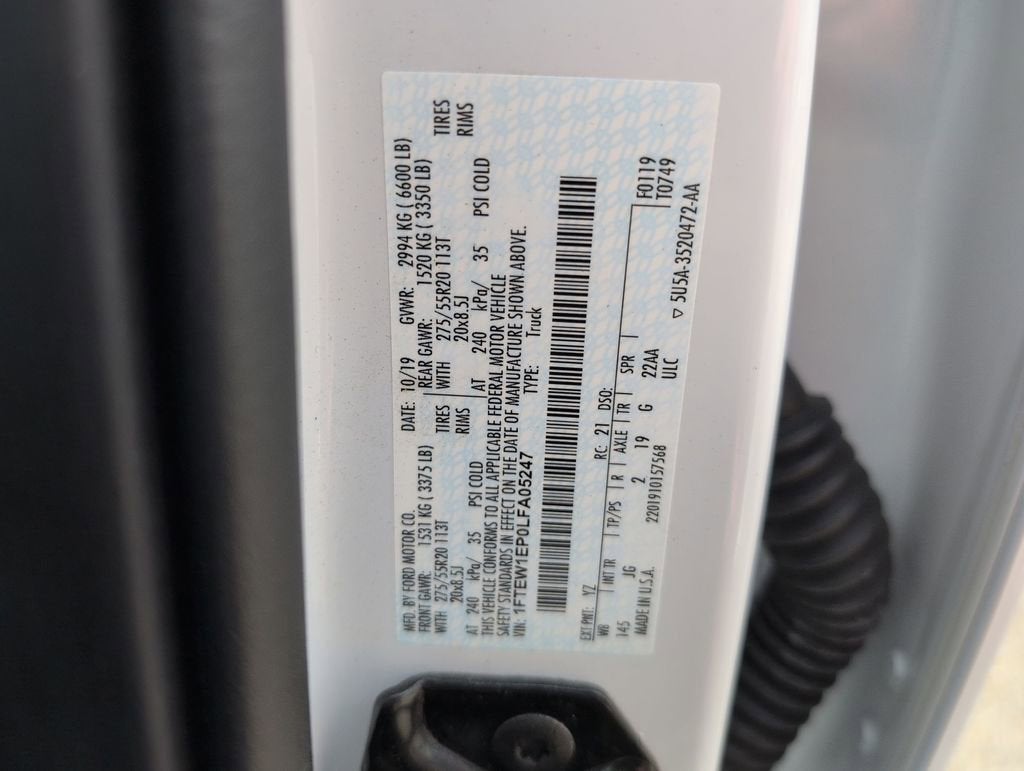 MFD. BY FORD MOTOR CO. DATE: 10/19 GVWR: 2994 KG ( 6600 LB)
FRONT GAWR: 1531 KG ( 3375 LB) REAR GAWR: 1520 KG ( 3350 LB)
WITH 275/55R20 113T TIRES WITH 275/55R20 113T TIRES
20x8.5J RIMS 20x8.5J RIMS
AT 240 kPa/ 35 PSI COLD AT 240 kPa/ 35 PSI COLD
THIS VEHICLE CONFORMS TO ALL APPLICABLE FEDERAL MOTOR VEHICLE
SAFETY STANDARDS IN EFFECT ON THE DATE OF MANUFACTURE SHOWN ABOVE.
VIN: 1FTEW1EP0LFA05247 TYPE: Truck
EXT PNT: YZ RC: 21 DSO: F0119
WB INT TR TP/PS R AXLE TR SPR T0749
145 JG 2 19 G 22AA
MADE IN U.S.A. 2201910157568 ULC
▽ 5U5A-3520472-AA